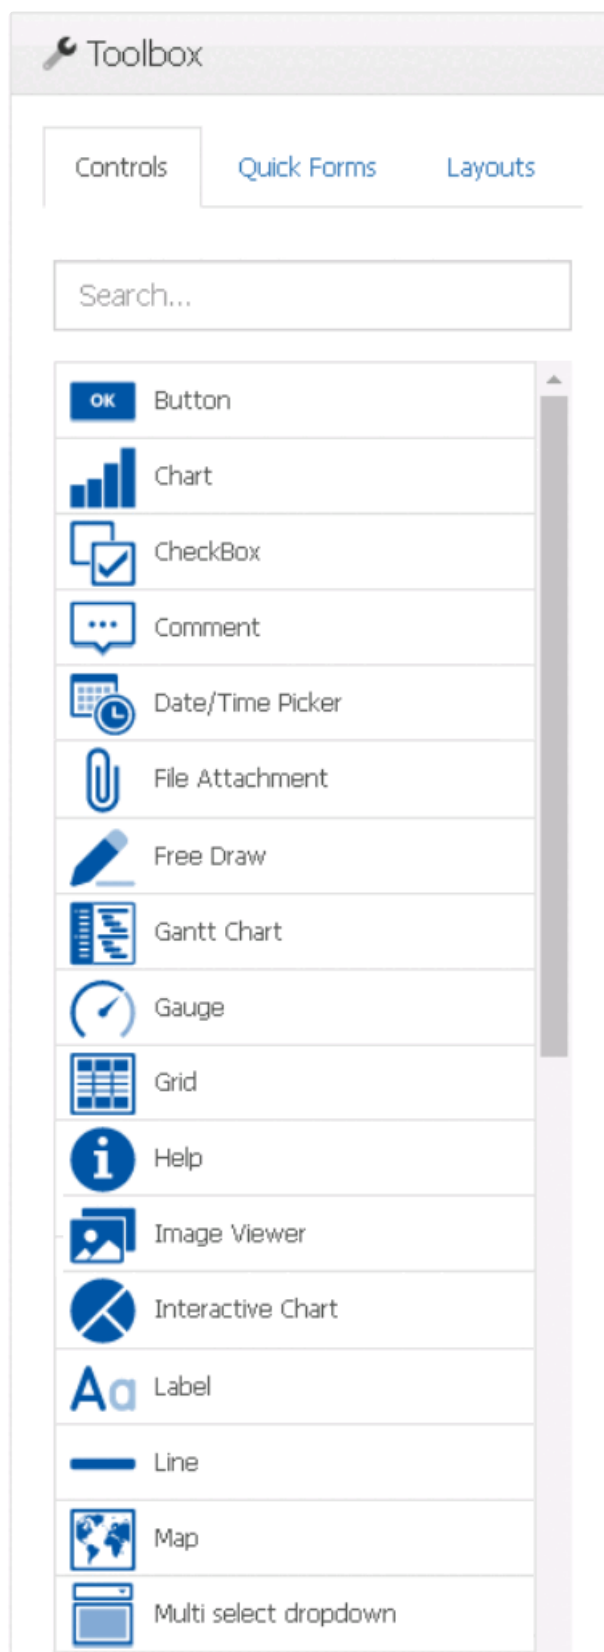 Toolbox
Controls Quick Forms Layouts
Search...
OK Button
Chart
CheckBox
Comment
Date/Time Picker
File Attachment
Free Draw
Gantt Chart
Gauge
Grid
i Help
Image Viewer
Interactive Chart
Aa Label
Line
Map
Multi select dropdown